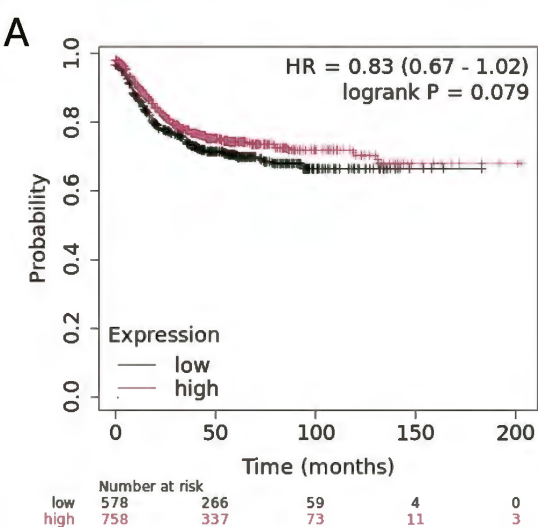 A
HR = 0.83 (0.67 - 1.02)
logrank P = 0.079
Probability
1.0
0.8
0.6
0.4
0.2
0.0
Expression
low
high
0 50 100 150 200
Time (months)
Number at risk
low 578 266 59 4 0
high 758 337 73 11 3